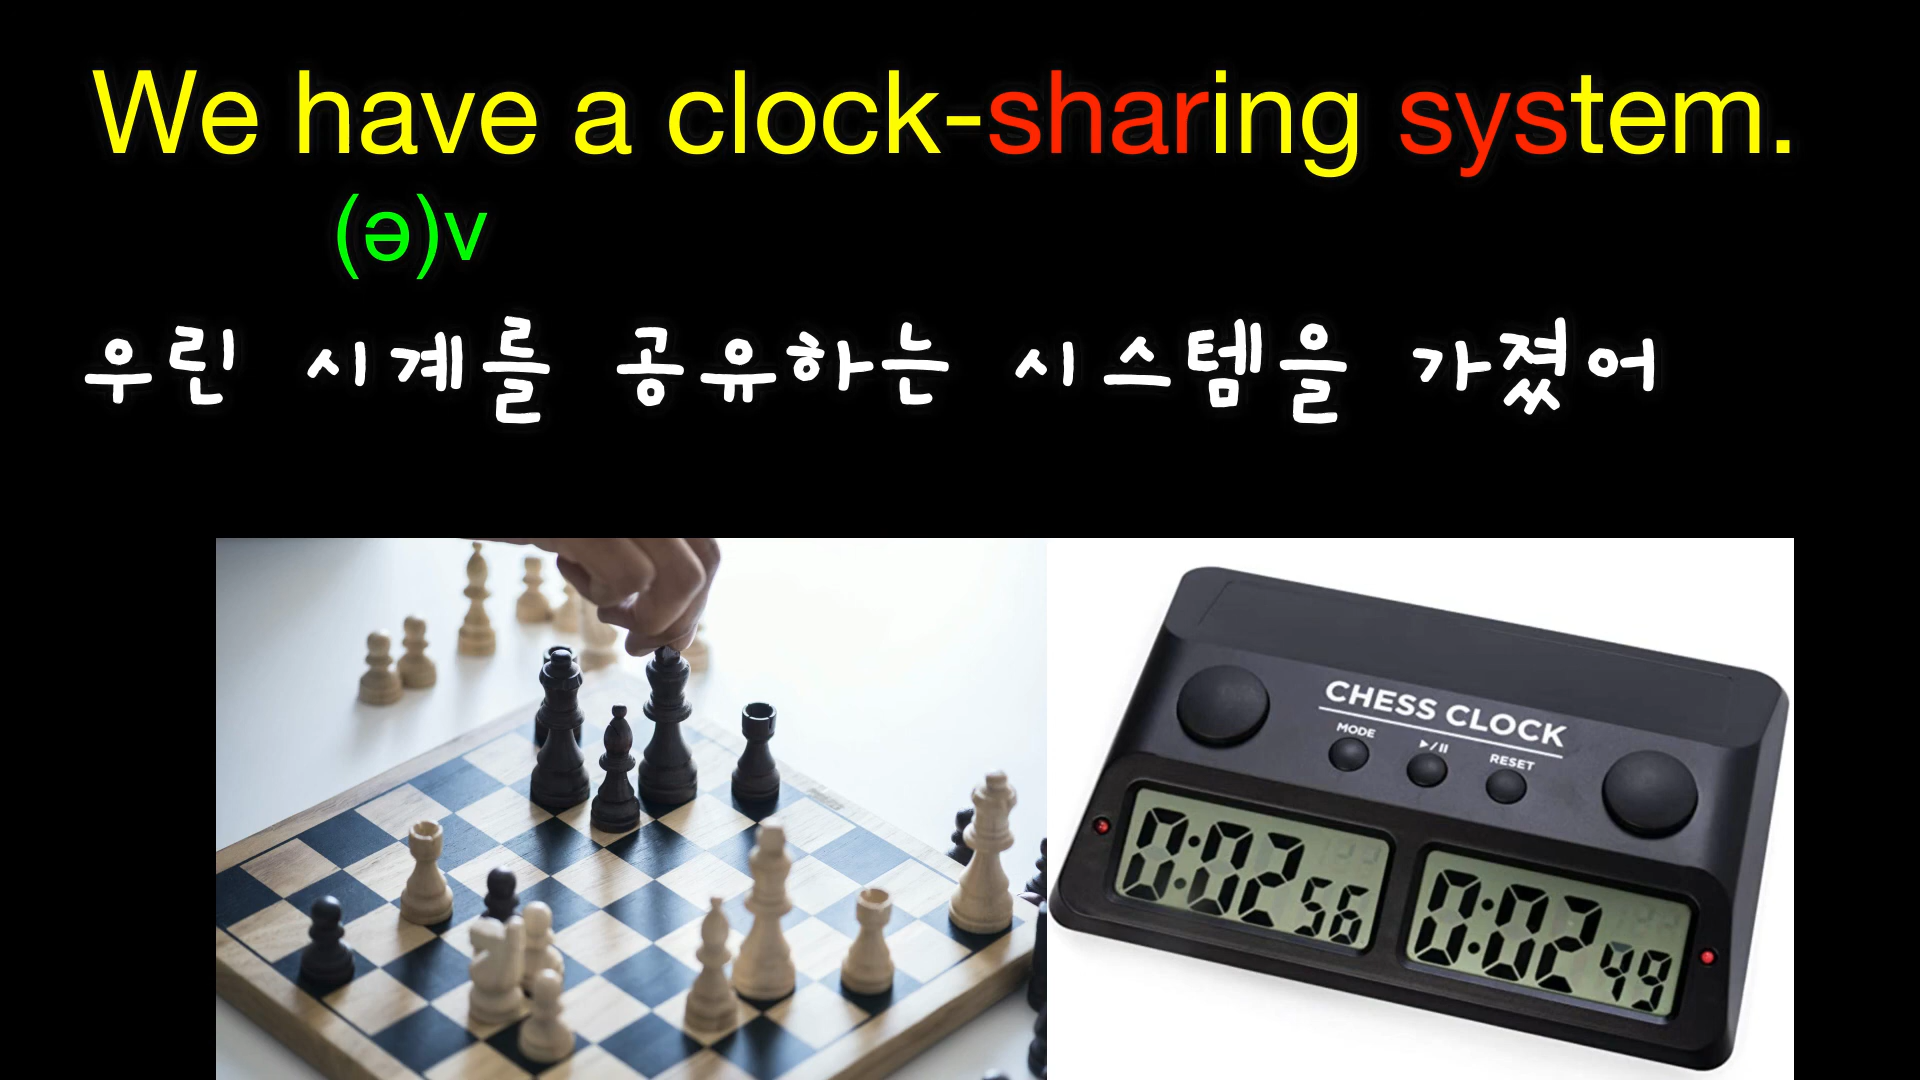 We have a clock-sharing system.
(ə)v
우린 시계를 공유하는 시스템을 가졌어
CHESS CLOCK
MODE
▶/II
RESET
0:02 56
0:02 49